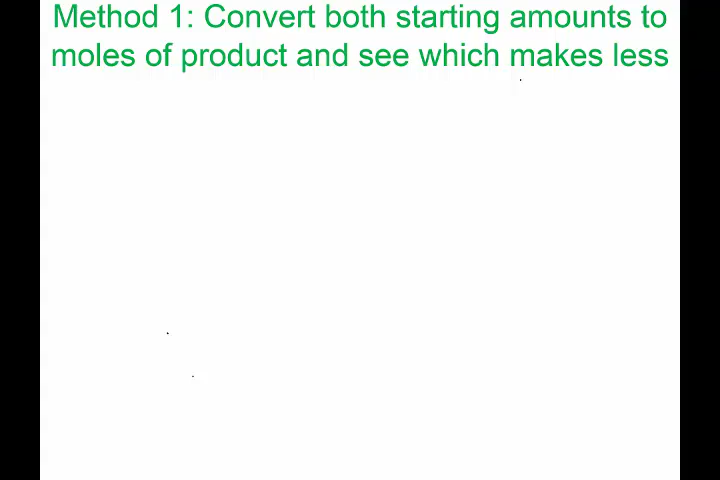 Method 1: Convert both starting amounts to
moles of product and see which makes less